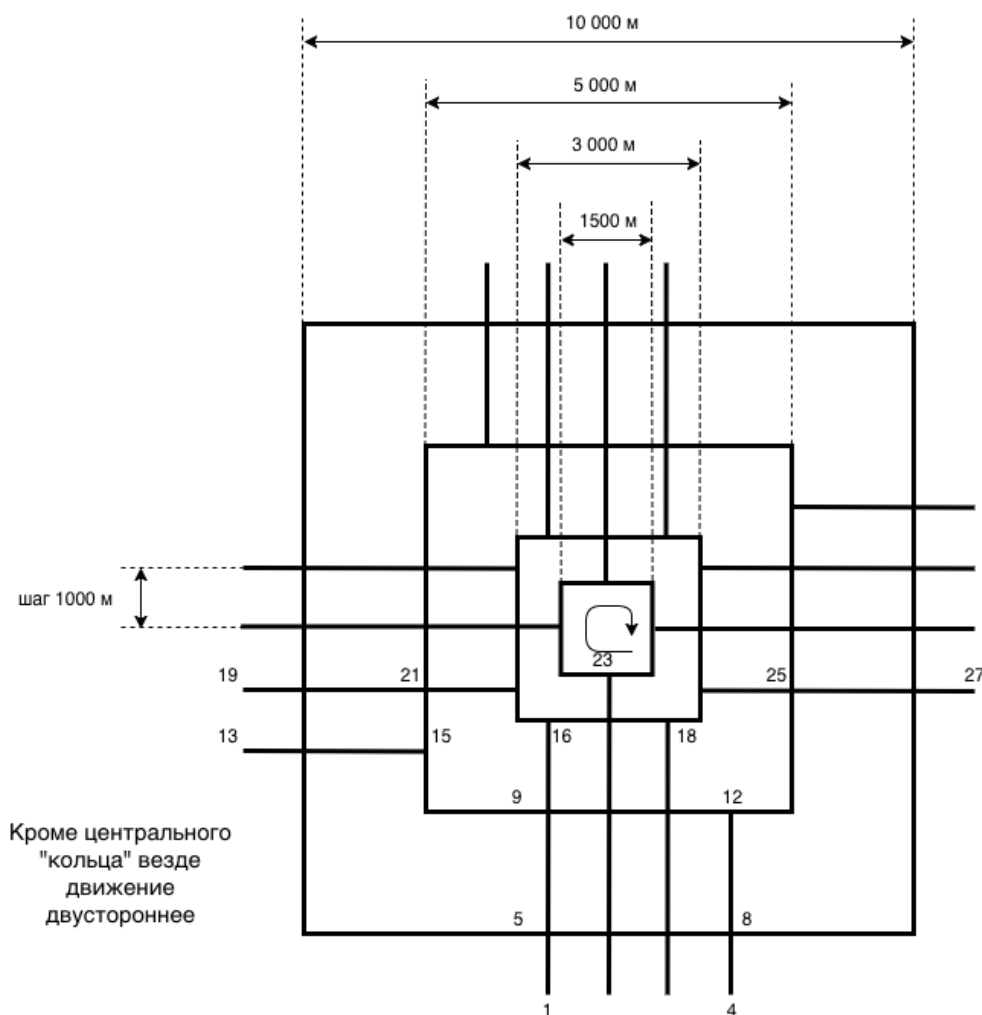 10 000 м
5 000 м
3 000 м
1500 м
шаг 1000 м
23
19
21
25
27
13
15
16
18
9
12
Кроме центрального
"кольца" везде
движение
двустороннее
5
8
1
4